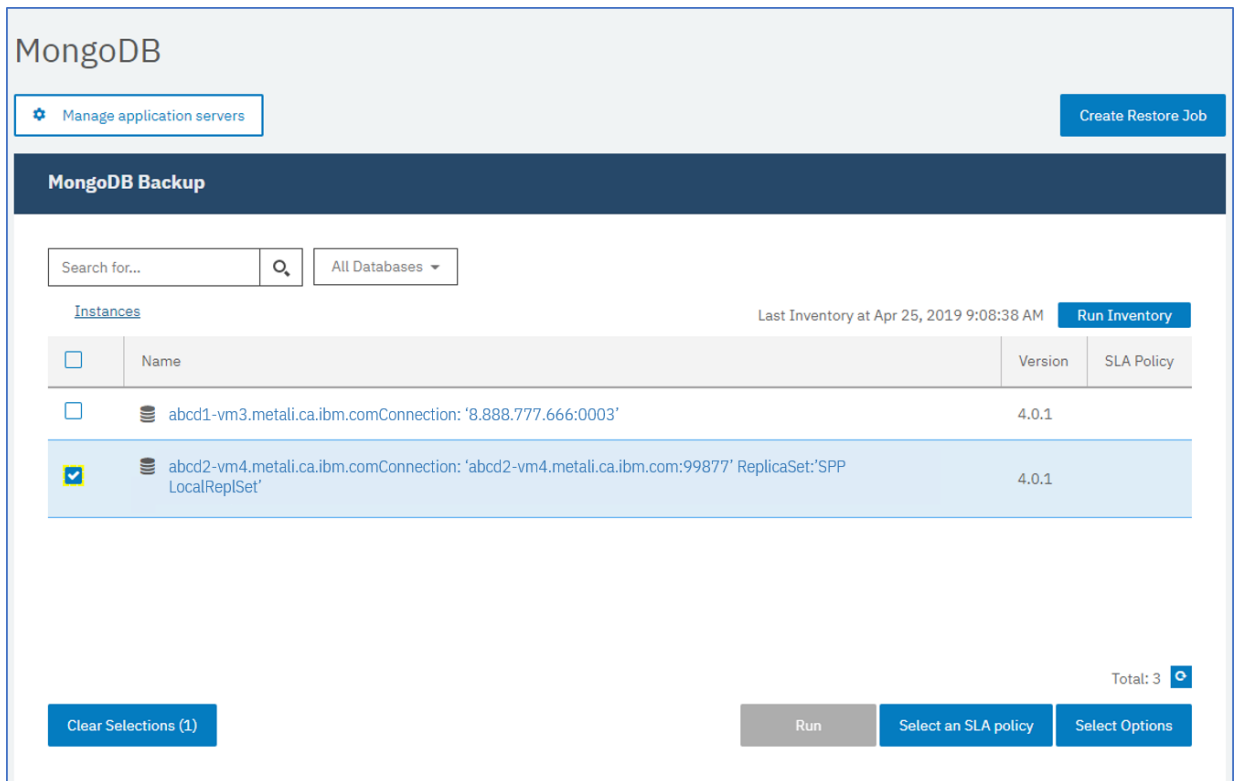 MongoDB
Manage application servers
Create Restore Job
MongoDB Backup
Search for...
All Databases
Instances
Last Inventory at Apr 25, 2019 9:08:38 AM
Run Inventory
Name
Version
SLA Policy
abcd1-vm3.metali.ca.ibm.comConnection: ‘8.888.777.666:0003’
4.0.1
abcd2-vm4.metali.ca.ibm.comConnection: ‘abcd2-vm4.metali.ca.ibm.com:99877’ ReplicaSet:’SPP
LocalReplSet’
4.0.1
Total: 3
Clear Selections (1)
Run
Select an SLA policy
Select Options